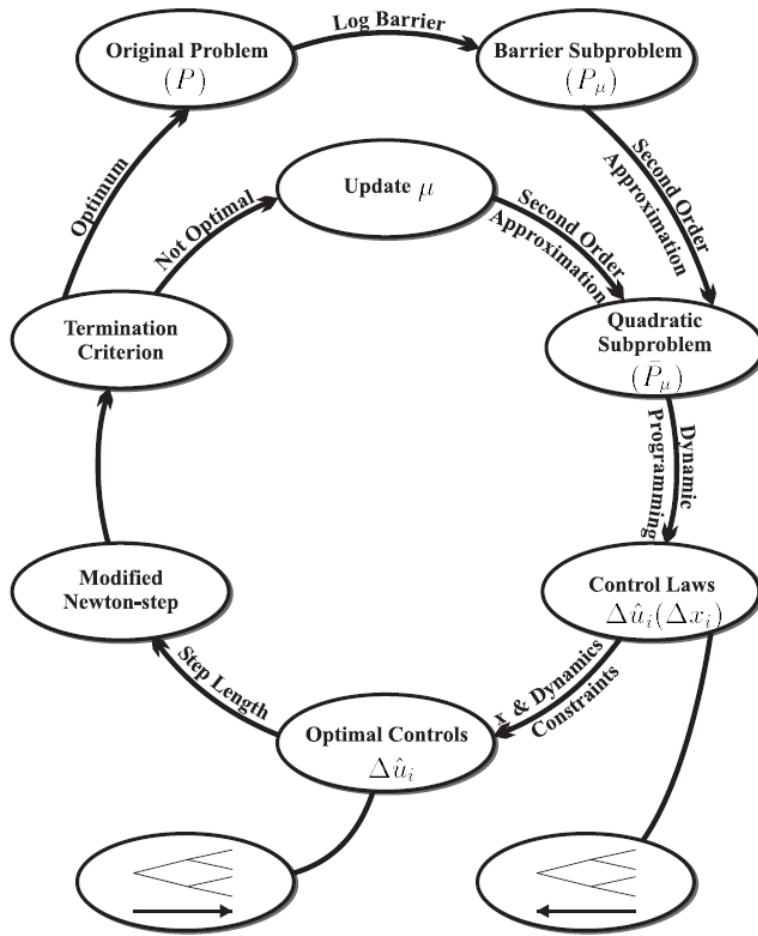 Log Barrier
Original Problem
(P)
Barrier Subproblem
(P_μ)
Optimum
Not Optimal
Update μ
Second Order
Approximation
Second Order
Approximation
Termination
Criterion
Quadratic
Subproblem
(P̄_μ)
Dynamic
Programming
Modified
Newton-step
Control Laws
Δû_i(Δx_i)
Step Length
x & Dynamics
Constraints
Optimal Controls
Δû_i